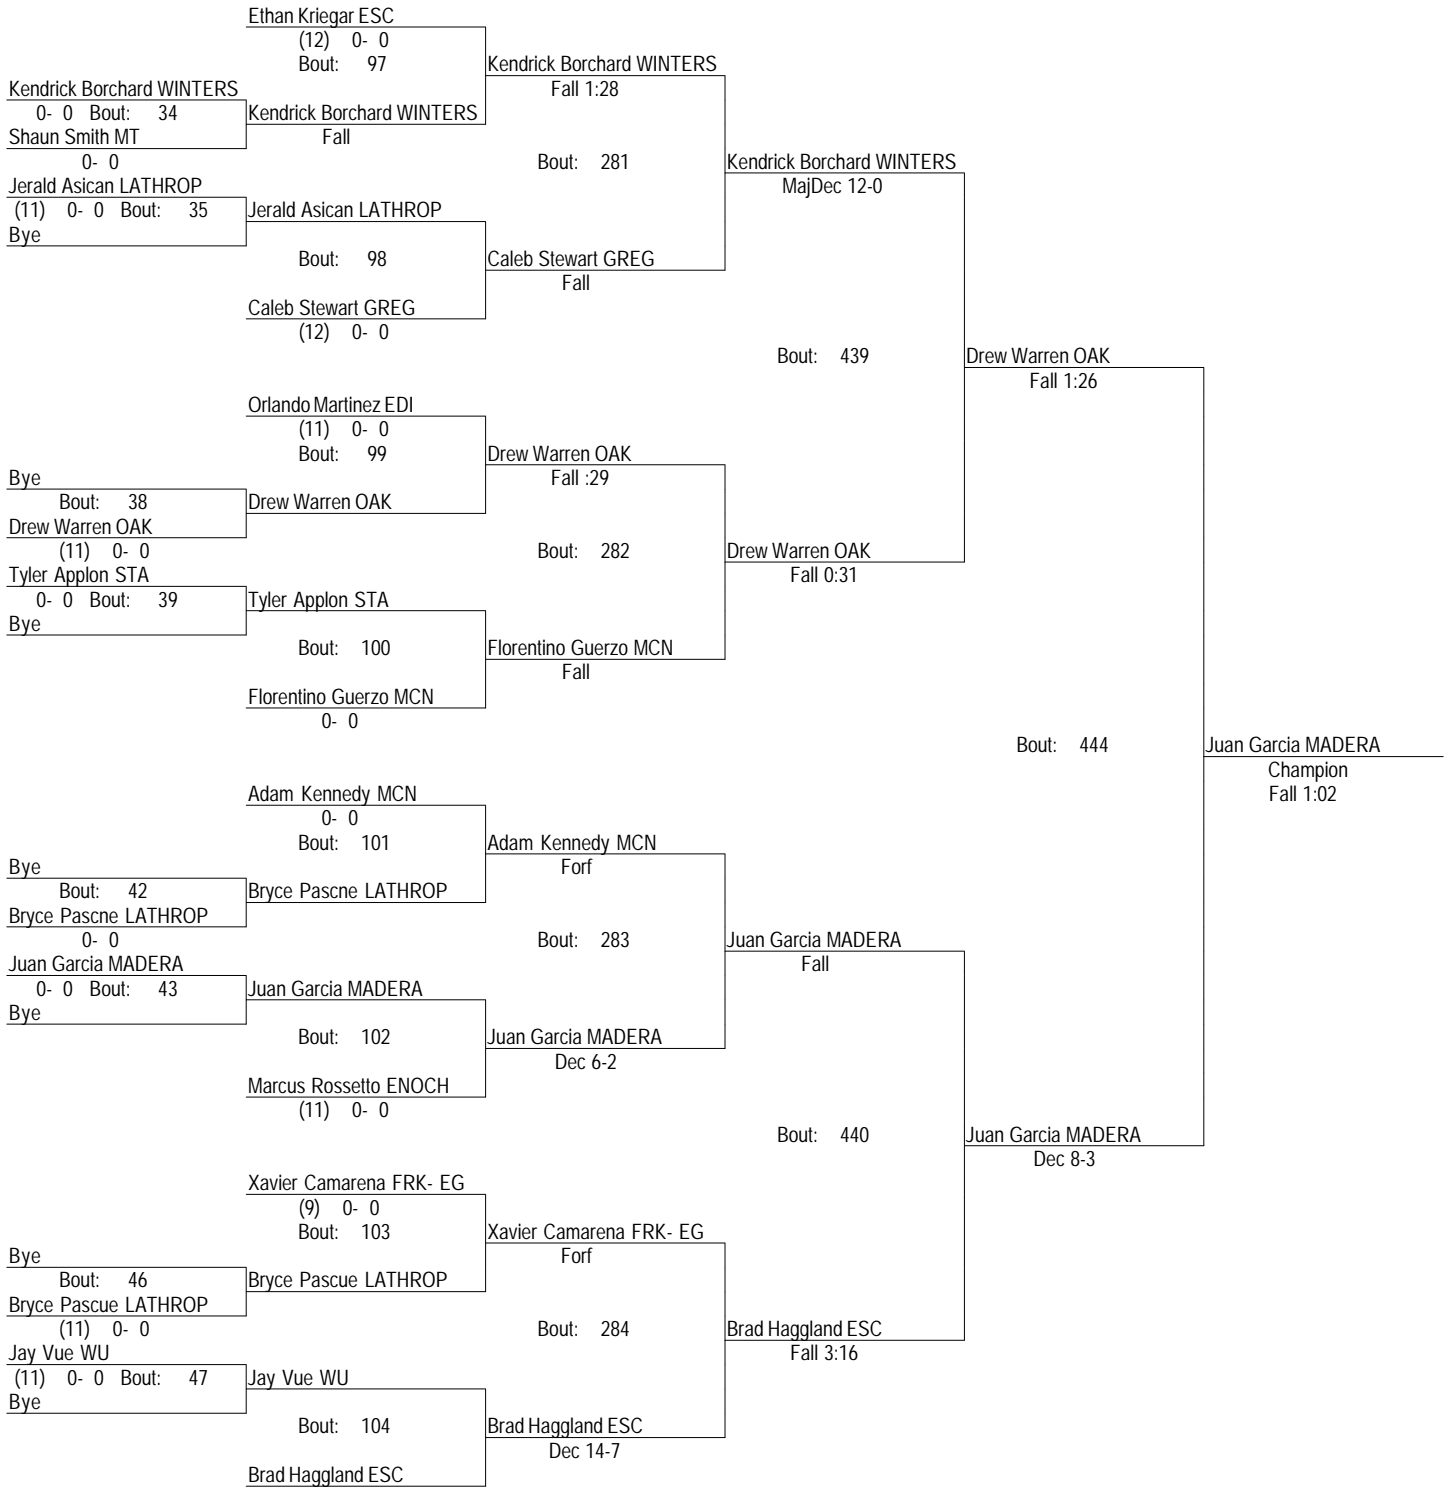 Ethan Kriegar ESC
(12) 0- 0
Bout: 97
Kendrick Borchard WINTERS
Fall 1:28
Kendrick Borchard WINTERS
0- 0 Bout: 34
Kendrick Borchard WINTERS
Shaun Smith MT
Fall
0- 0
Bout: 281
Kendrick Borchard WINTERS
Jerald Asican LATHROP
MajDec 12-0
(11) 0- 0 Bout: 35
Jerald Asican LATHROP
Bye
Bout: 98
Caleb Stewart GREG
Fall
Caleb Stewart GREG
(12) 0- 0
Bout: 439
Drew Warren OAK
Fall 1:26
Orlando Martinez EDI
(11) 0- 0
Bout: 99
Drew Warren OAK
Bye
Fall :29
Bout: 38
Drew Warren OAK
Drew Warren OAK
(11) 0- 0
Bout: 282
Drew Warren OAK
Tyler Applon STA
Fall 0:31
0- 0 Bout: 39
Tyler Applon STA
Bye
Bout: 100
Florentino Guerzo MCN
Fall
Florentino Guerzo MCN
0- 0
Bout: 444
Juan Garcia MADERA
Champion
Fall 1:02
Adam Kennedy MCN
0- 0
Bout: 101
Adam Kennedy MCN
Bye
Forf
Bout: 42
Bryce Pascne LATHROP
Bryce Pascne LATHROP
0- 0
Bout: 283
Juan Garcia MADERA
Juan Garcia MADERA
Fall
0- 0 Bout: 43
Juan Garcia MADERA
Bye
Bout: 102
Juan Garcia MADERA
Dec 6-2
Marcus Rossetto ENOCH
(11) 0- 0
Bout: 440
Juan Garcia MADERA
Dec 8-3
Xavier Camarena FRK- EG
(9) 0- 0
Bout: 103
Xavier Camarena FRK- EG
Bye
Forf
Bout: 46
Bryce Pascue LATHROP
Bryce Pascue LATHROP
(11) 0- 0
Bout: 284
Brad Haggland ESC
Jay Vue WU
Fall 3:16
(11) 0- 0 Bout: 47
Jay Vue WU
Bye
Bout: 104
Brad Haggland ESC
Dec 14-7
Brad Haggland ESC